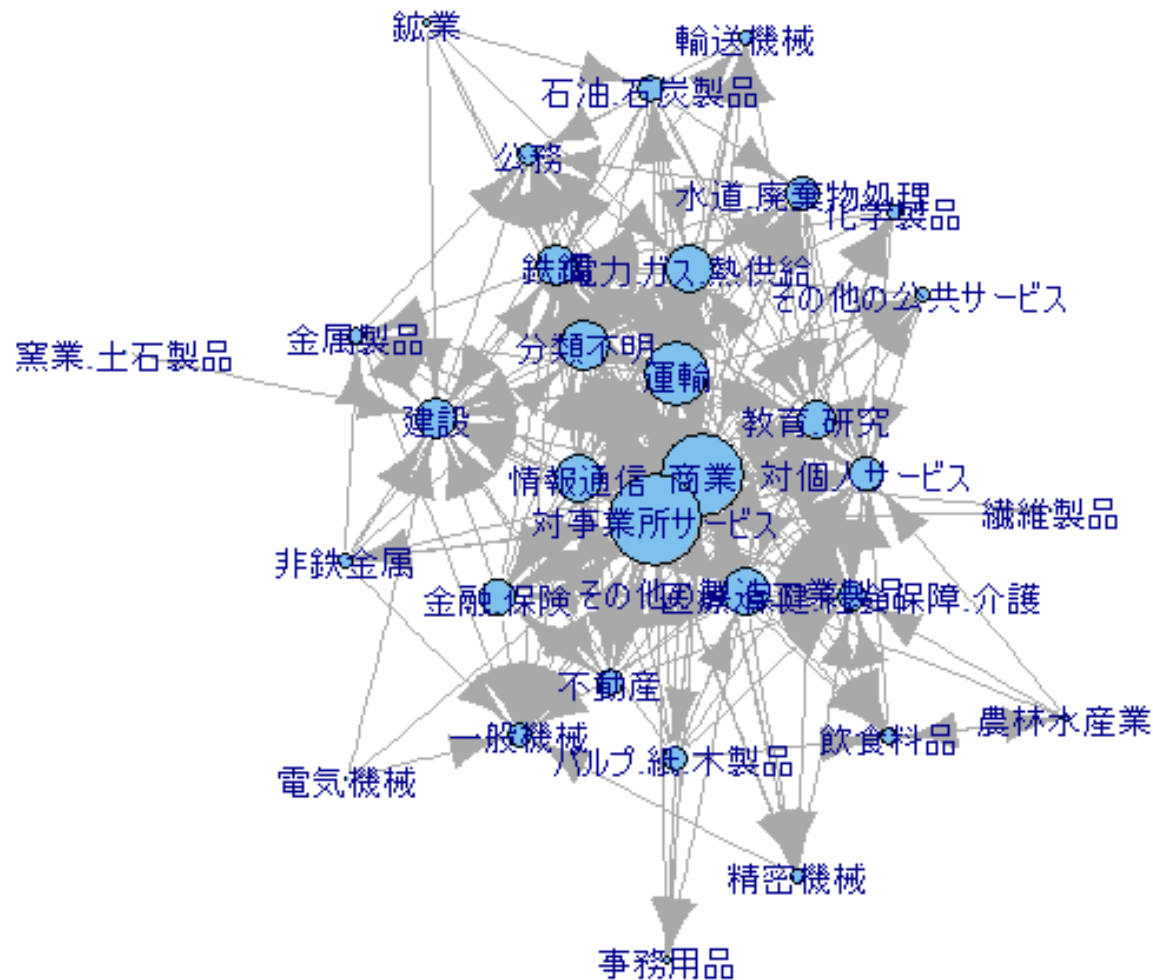 鉱業
輸送機械
石油.石炭製品
公務
水道.廃棄物処理
化学製品
鉄鋼
電力.ガス.熱供給
その他の公共サービス
金属製品
窯業.土石製品
分類不明
運輸
建設
教育.研究
情報通信
商業
対個人サービス
対事業所サービス
繊維製品
非鉄金属
金融.保険
その他の製造工業製品
医療.保健.社会保障.介護
不動産
農林水産業
一般機械
パルプ.紙.木製品
飲食料品
電気機械
精密機械
事務用品